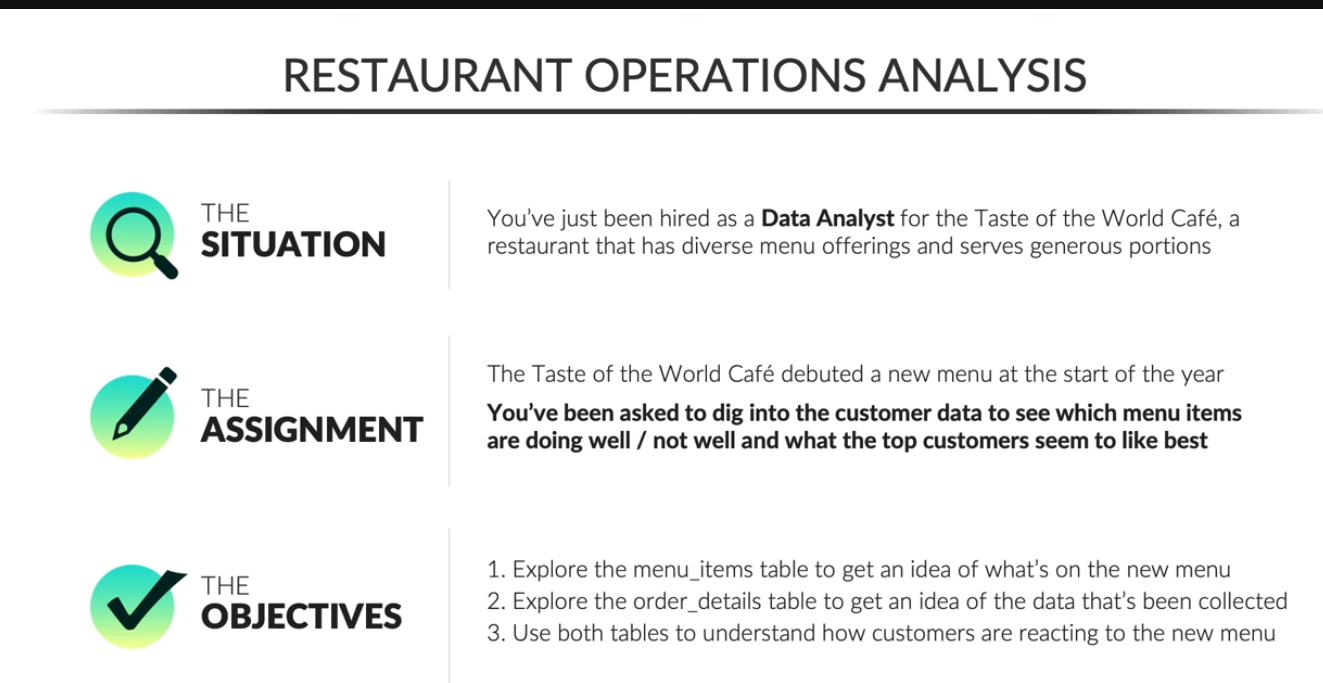 RESTAURANT OPERATIONS ANALYSIS
THE
SITUATION
You’ve just been hired as a Data Analyst for the Taste of the World Café, a
restaurant that has diverse menu offerings and serves generous portions
THE
ASSIGNMENT
The Taste of the World Café debuted a new menu at the start of the year
You’ve been asked to dig into the customer data to see which menu items
are doing well / not well and what the top customers seem to like best
THE
OBJECTIVES
1. Explore the menu_items table to get an idea of what’s on the new menu
2. Explore the order_details table to get an idea of the data that’s been collected
3. Use both tables to understand how customers are reacting to the new menu